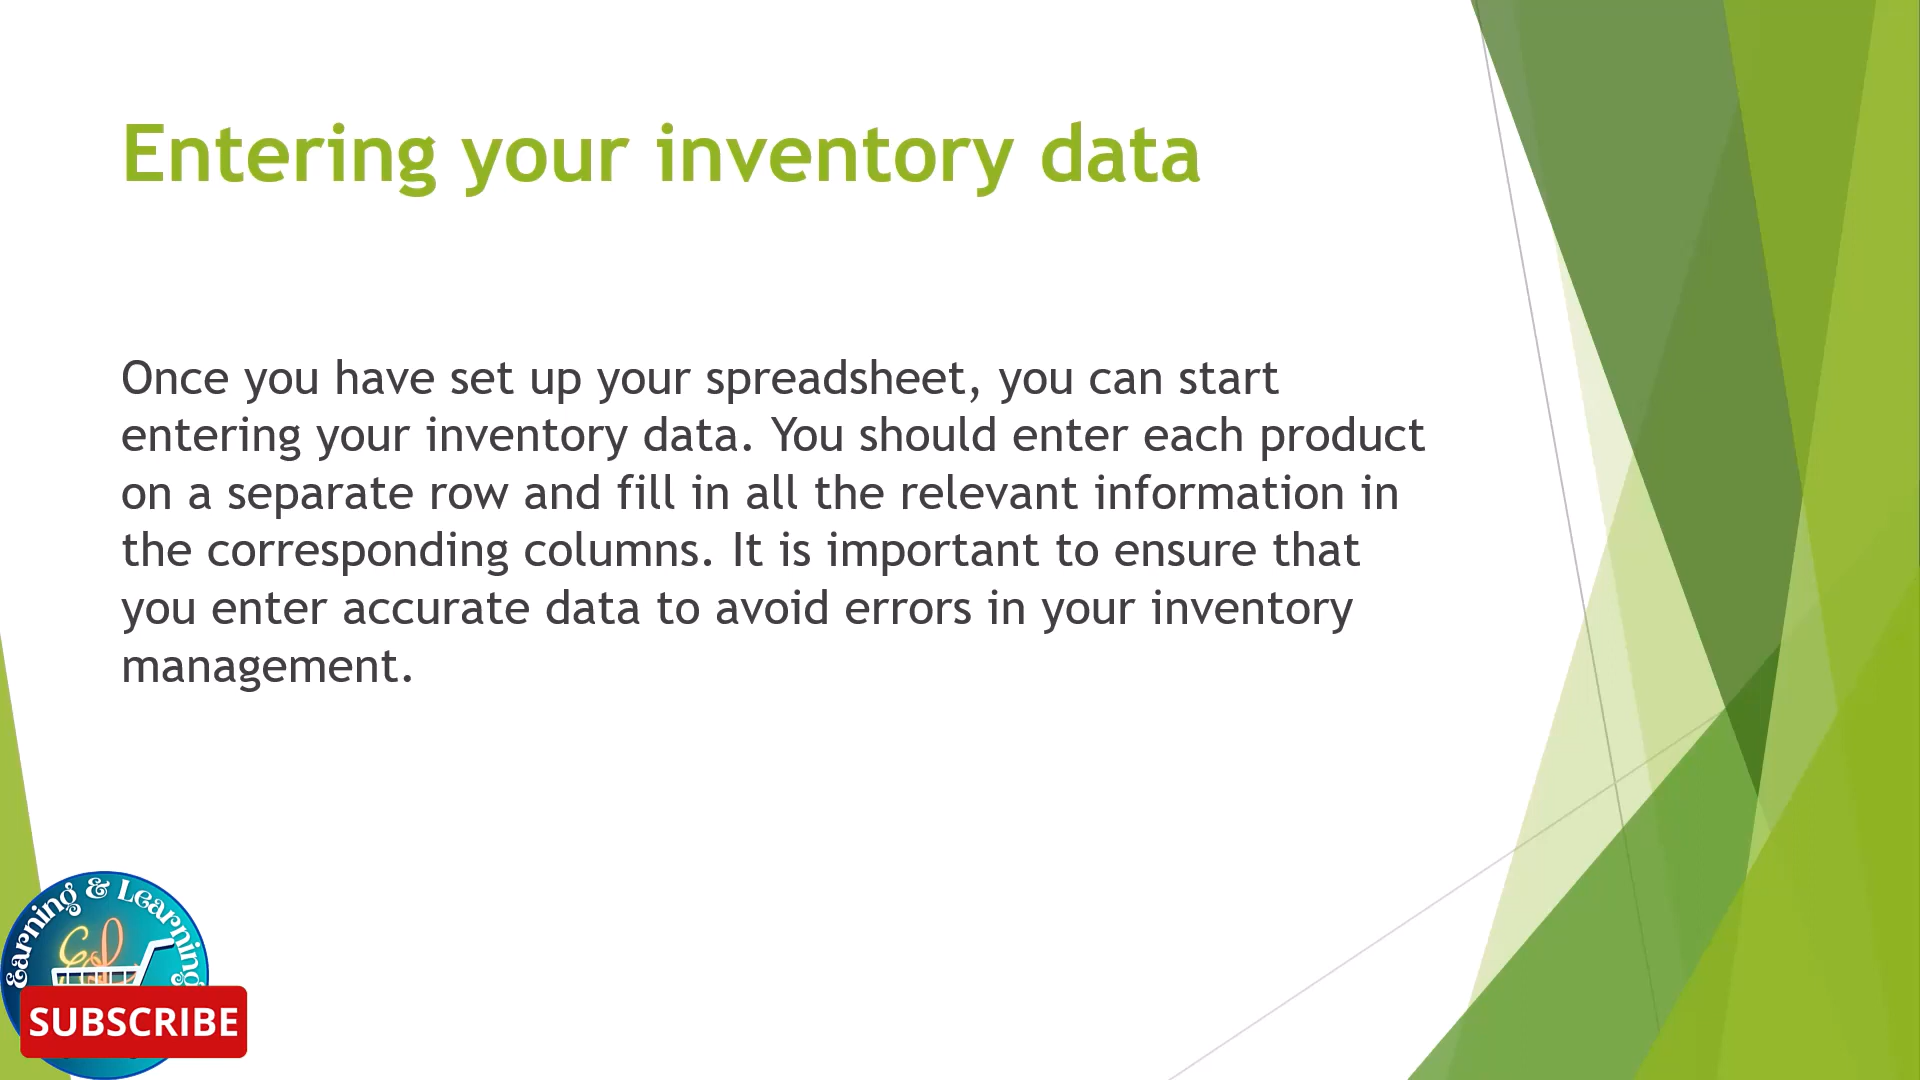 Entering your inventory data
Once you have set up your spreadsheet, you can start
entering your inventory data. You should enter each product
on a separate row and fill in all the relevant information in
the corresponding columns. It is important to ensure that
you enter accurate data to avoid errors in your inventory
management.
Earning & Learning
SUBSCRIBE